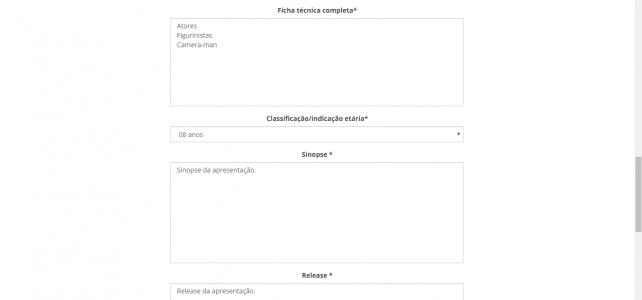 Ficha técnica completa*
Atores
Figurinistas
Camera-man
Classificação/indicação etária*
08 anos
Sinopse *
Sinopse da apresentação.
Release *
Release da apresentação.